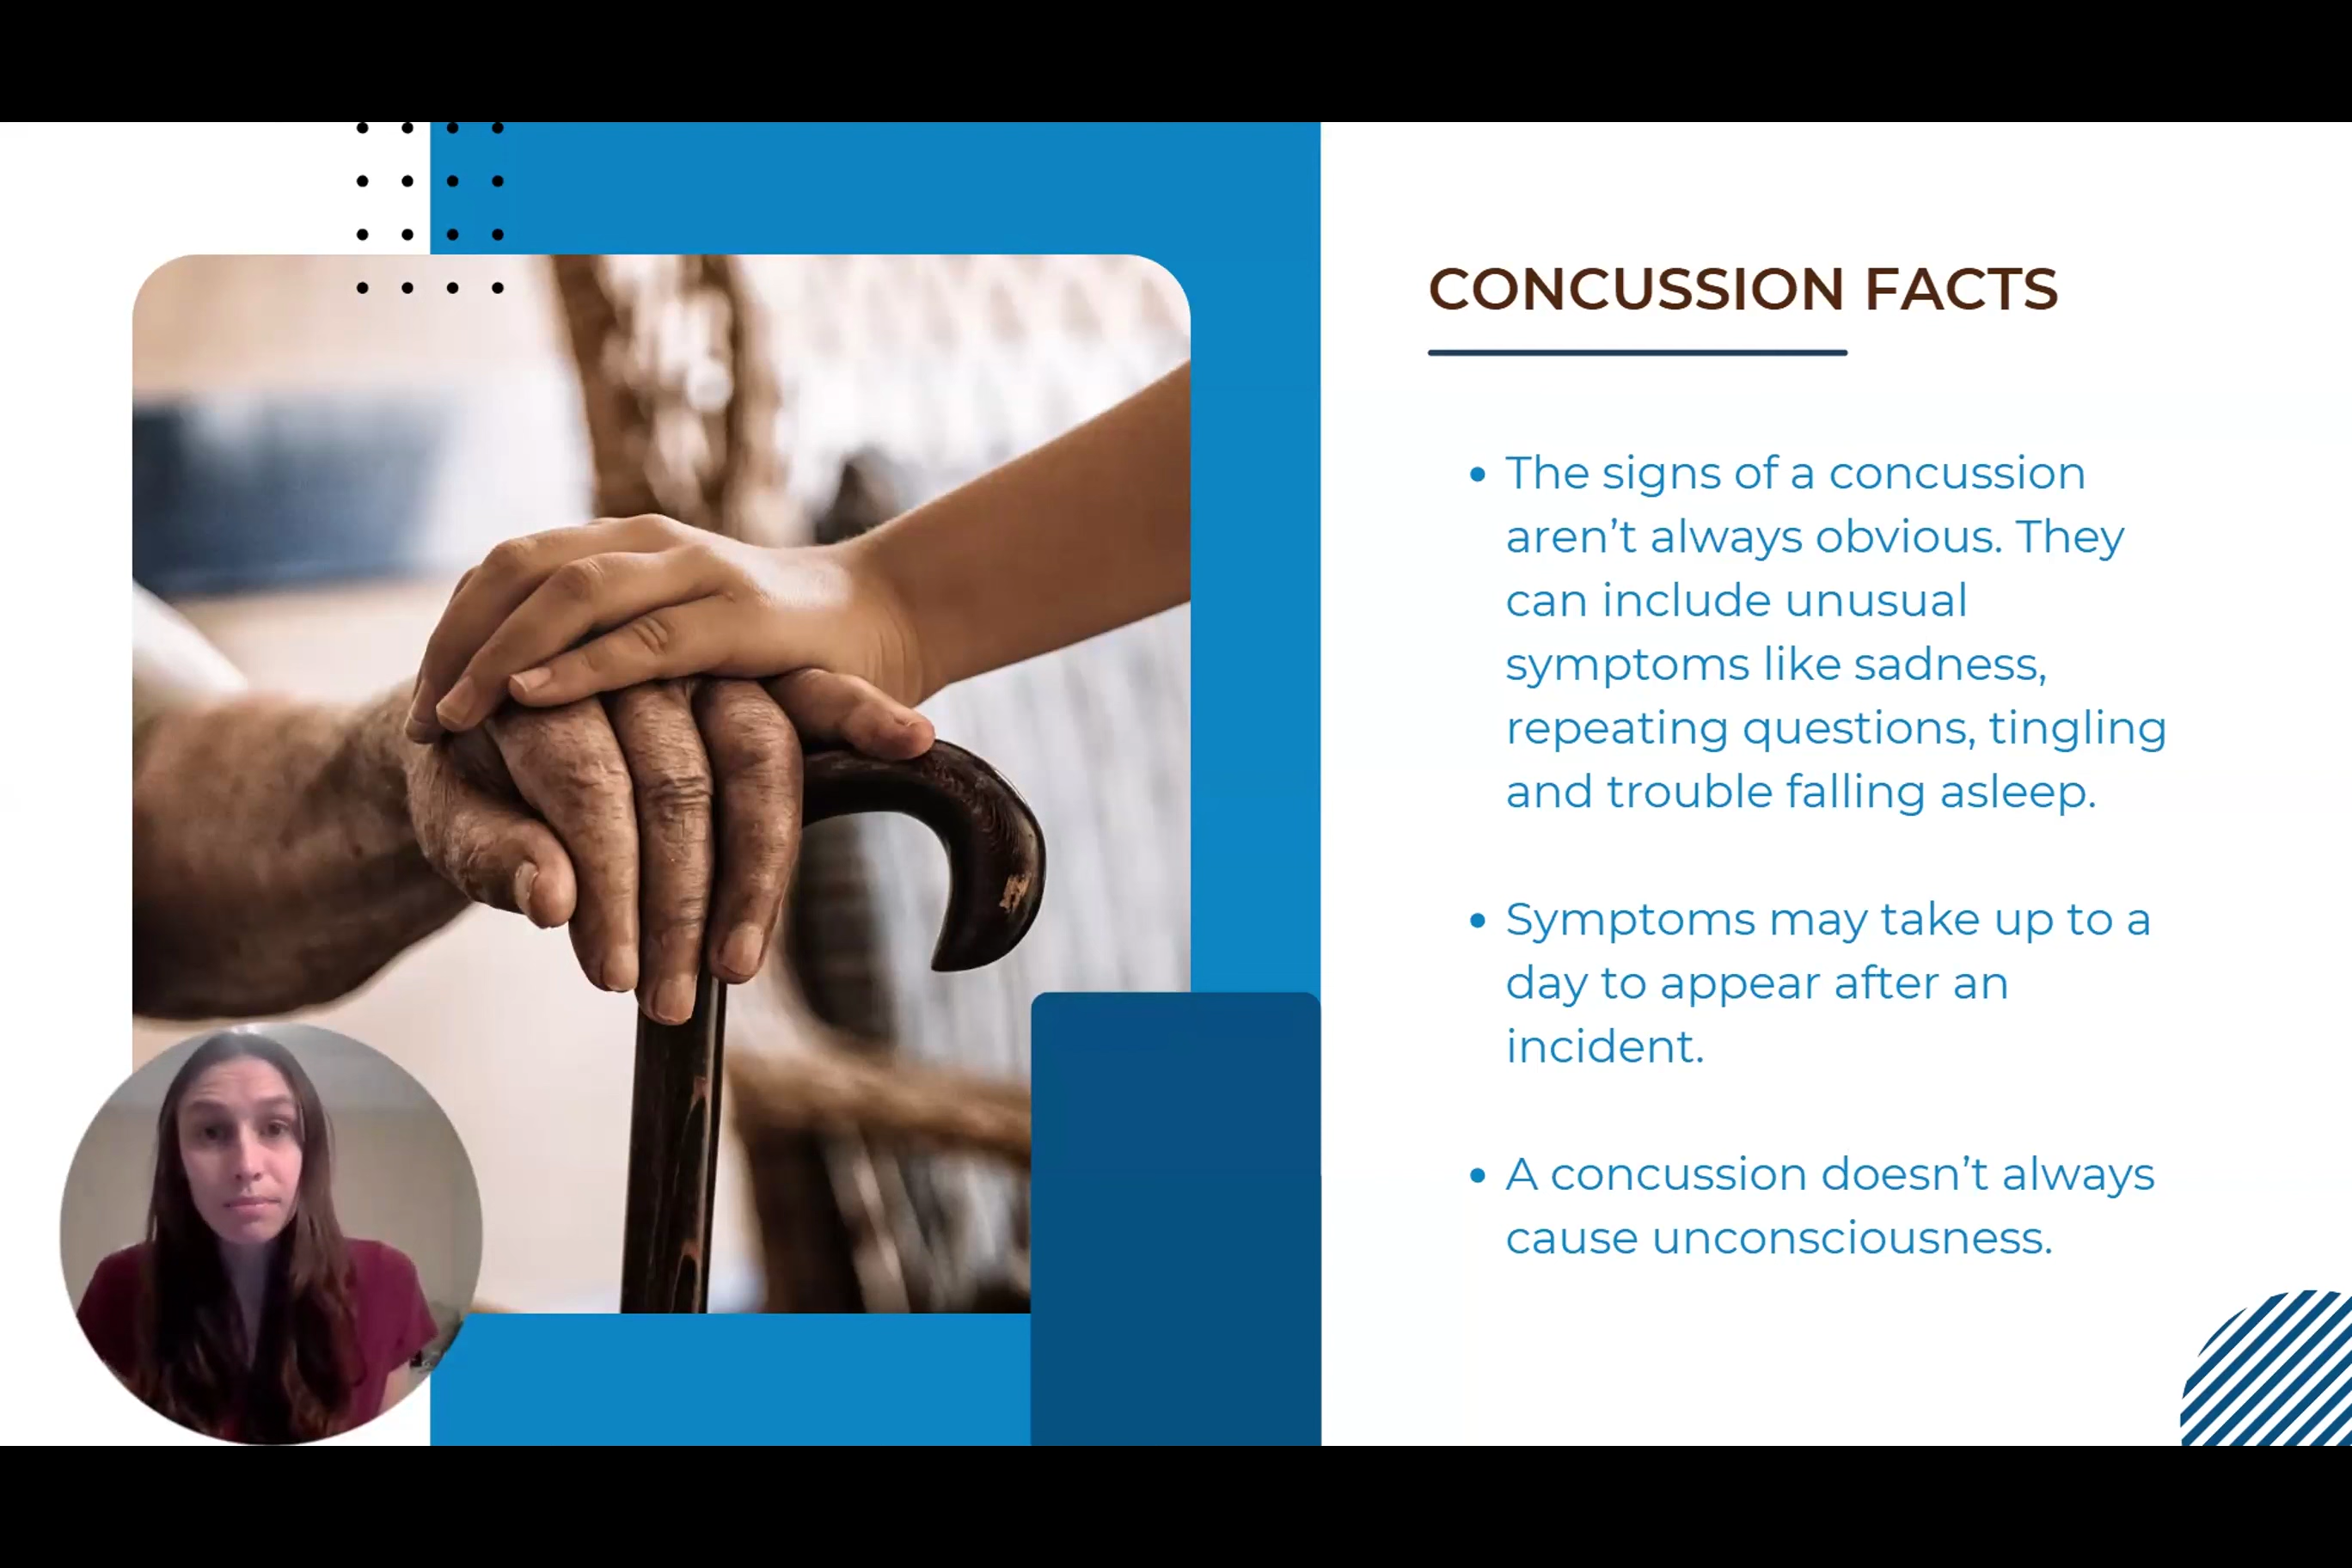 CONCUSSION FACTS
• The signs of a concussion
aren’t always obvious. They
can include unusual
symptoms like sadness,
repeating questions, tingling
and trouble falling asleep.
• Symptoms may take up to a
day to appear after an
incident.
• A concussion doesn’t always
cause unconsciousness.